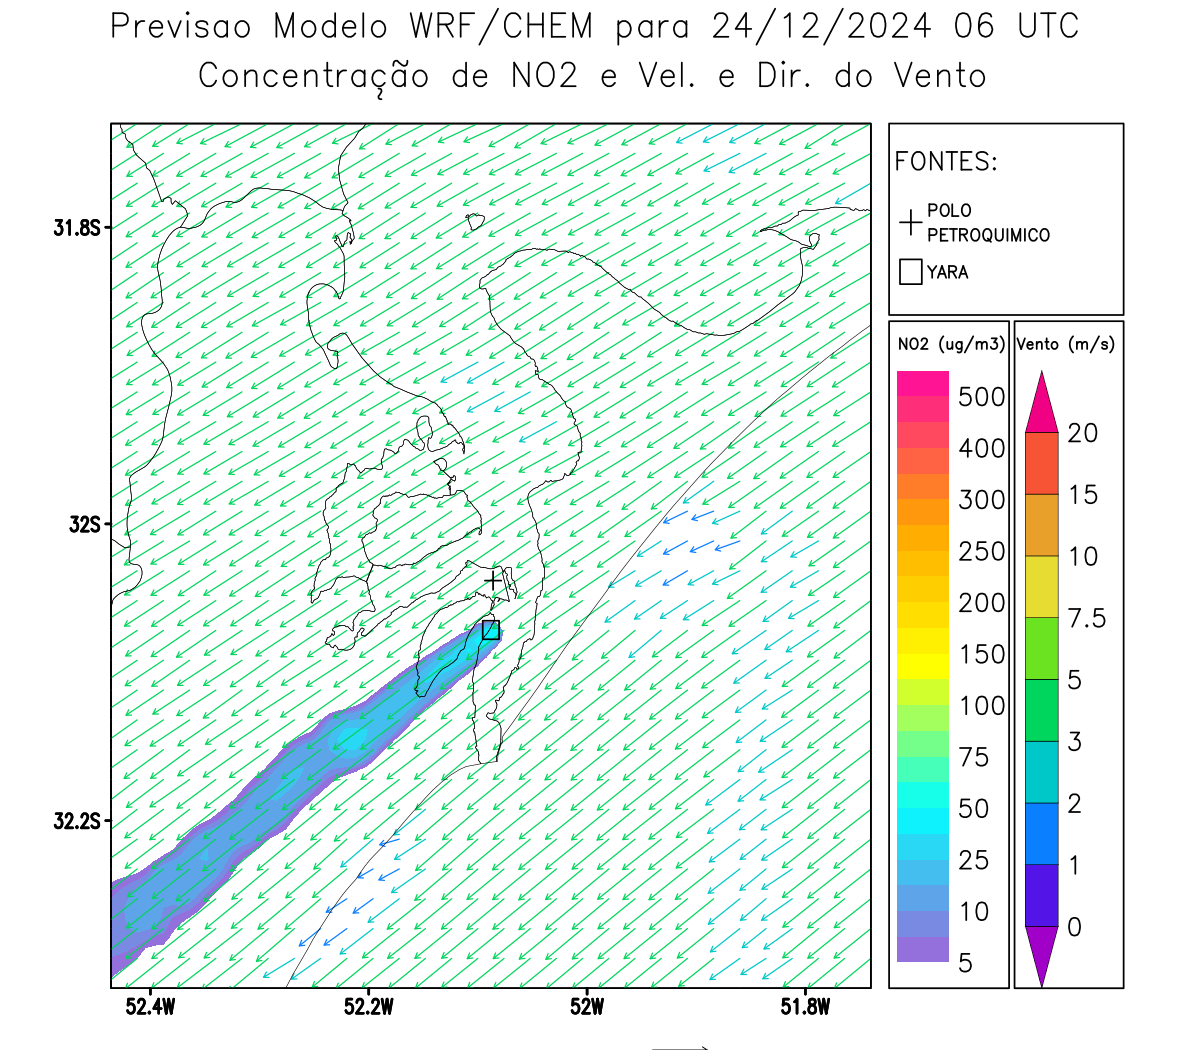 Previsao Modelo WRF/CHEM para 24/12/2024 06 UTC
Concentração de NO2 e Vel. e Dir. do Vento
FONTES:
POLO
PETROQUIMICO
YARA
NO2 (ug/m3)
500
400
300
250
200
150
100
75
50
25
10
5
Vento (m/s)
20
15
10
7.5
5
3
2
1
0
31.8S
32S
32.2S
52.4W
52.2W
52W
51.8W